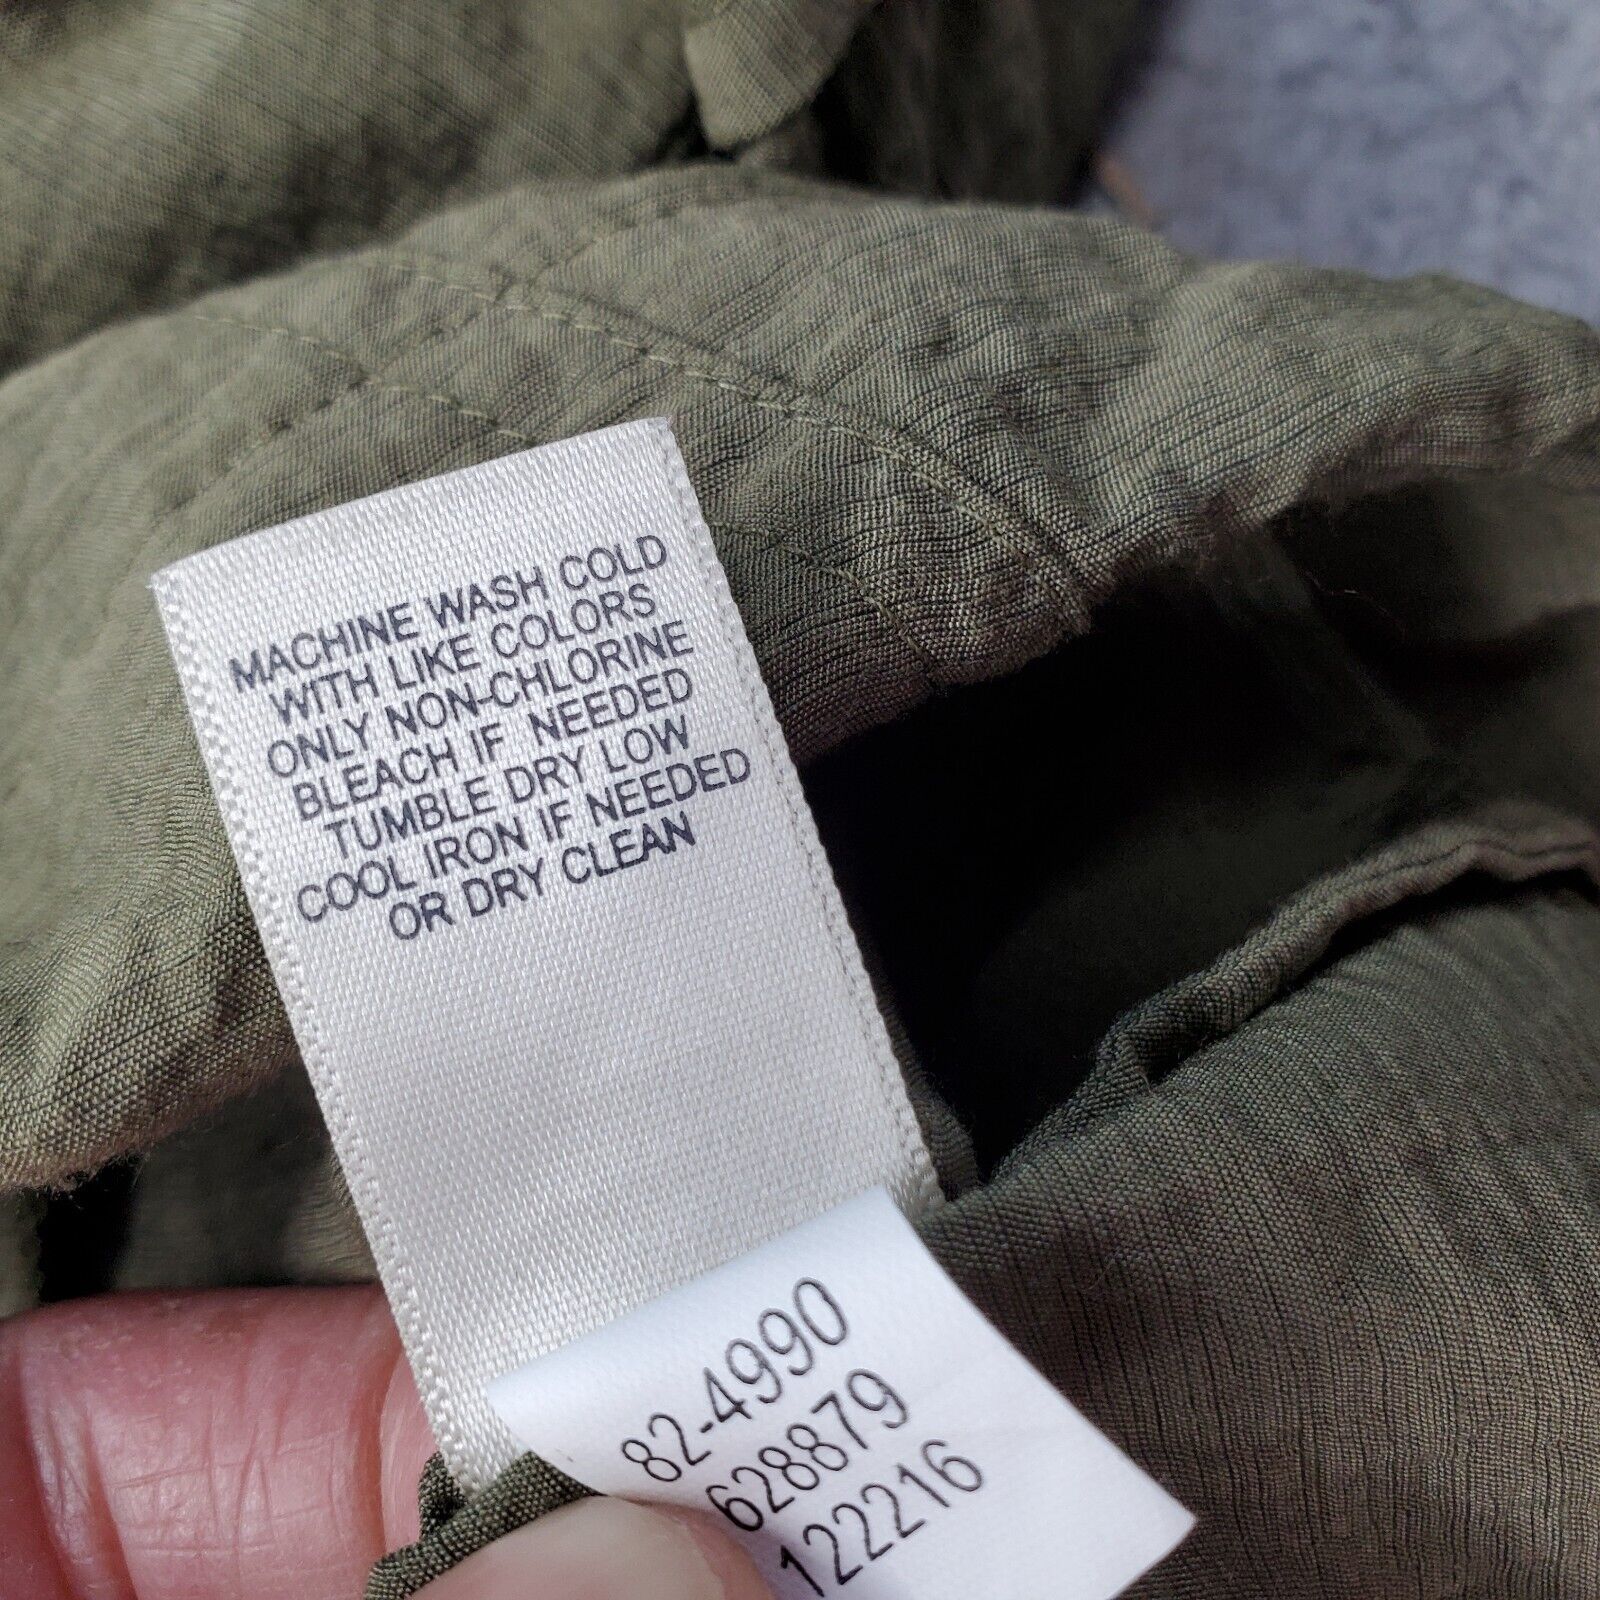 MACHINE WASH COLD
WITH LIKE COLORS
ONLY NON-CHLORINE
BLEACH IF NEEDED
TUMBLE DRY LOW
COOL IRON IF NEEDED
OR DRY CLEAN
82-4990
628879
122216